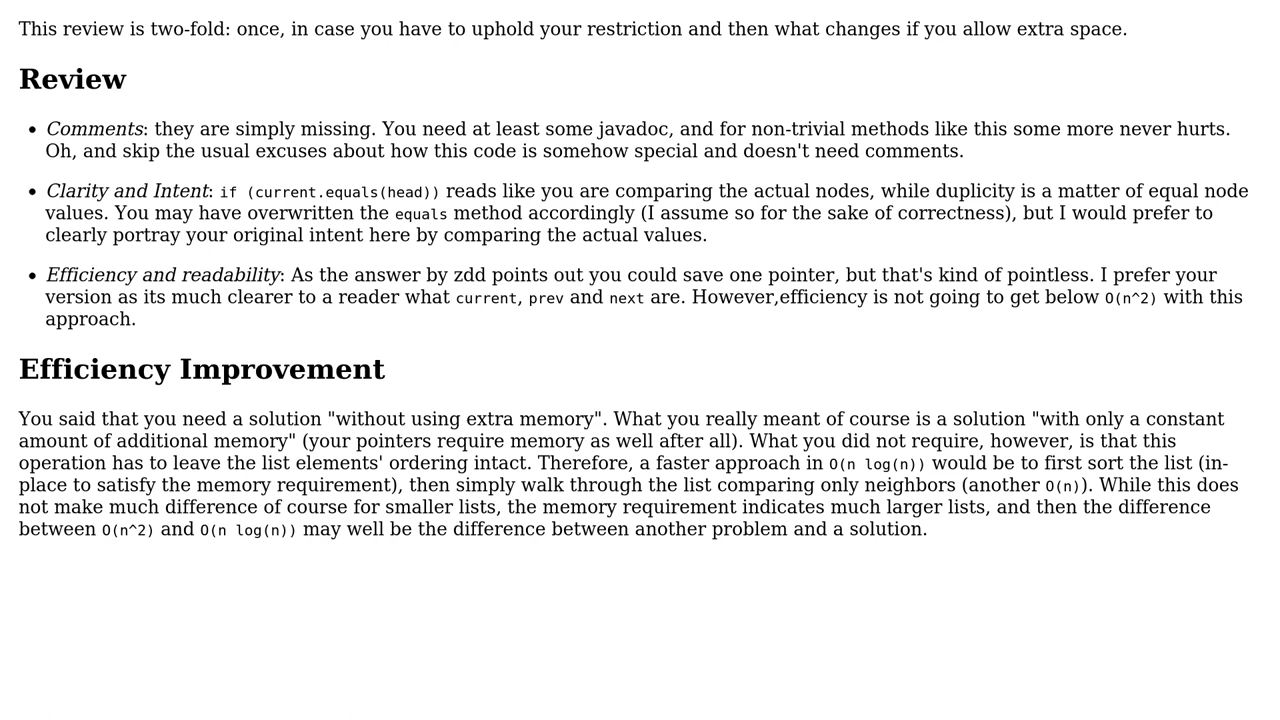 This review is two-fold: once, in case you have to uphold your restriction and then what changes if you allow extra space.
Review
• Comments: they are simply missing. You need at least some javadoc, and for non-trivial methods like this some more never hurts.
Oh, and skip the usual excuses about how this code is somehow special and doesn't need comments.
• Clarity and Intent: if (current.equals(head)) reads like you are comparing the actual nodes, while duplicity is a matter of equal node
values. You may have overwritten the equals method accordingly (I assume so for the sake of correctness), but I would prefer to
clearly portray your original intent here by comparing the actual values.
• Efficiency and readability: As the answer by zdd points out you could save one pointer, but that's kind of pointless. I prefer your
version as its much clearer to a reader what current, prev and next are. However,efficiency is not going to get below O(n^2) with this
approach.
Efficiency Improvement
You said that you need a solution "without using extra memory". What you really meant of course is a solution "with only a constant
amount of additional memory" (your pointers require memory as well after all). What you did not require, however, is that this
operation has to leave the list elements' ordering intact. Therefore, a faster approach in O(n log(n)) would be to first sort the list (in-
place to satisfy the memory requirement), then simply walk through the list comparing only neighbors (another O(n)). While this does
not make much difference of course for smaller lists, the memory requirement indicates much larger lists, and then the difference
between O(n^2) and O(n log(n)) may well be the difference between another problem and a solution.